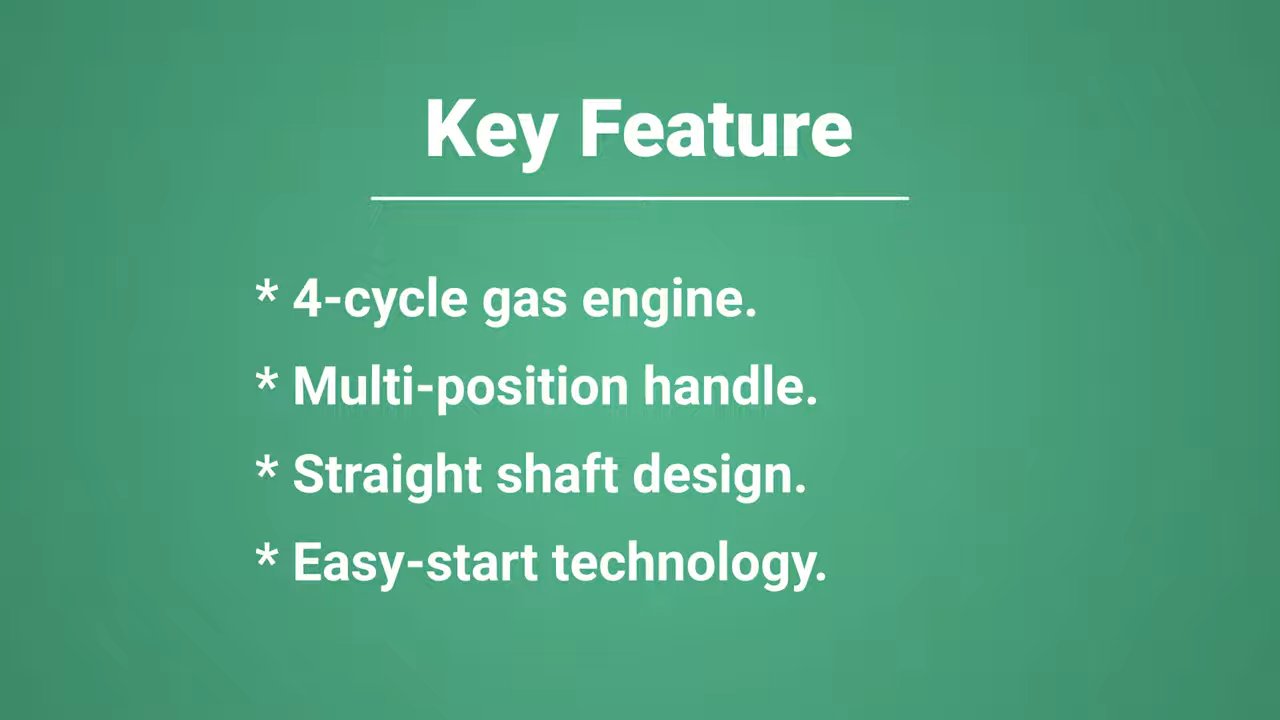 Key Feature
* 4-cycle gas engine.
* Multi-position handle.
* Straight shaft design.
* Easy-start technology.